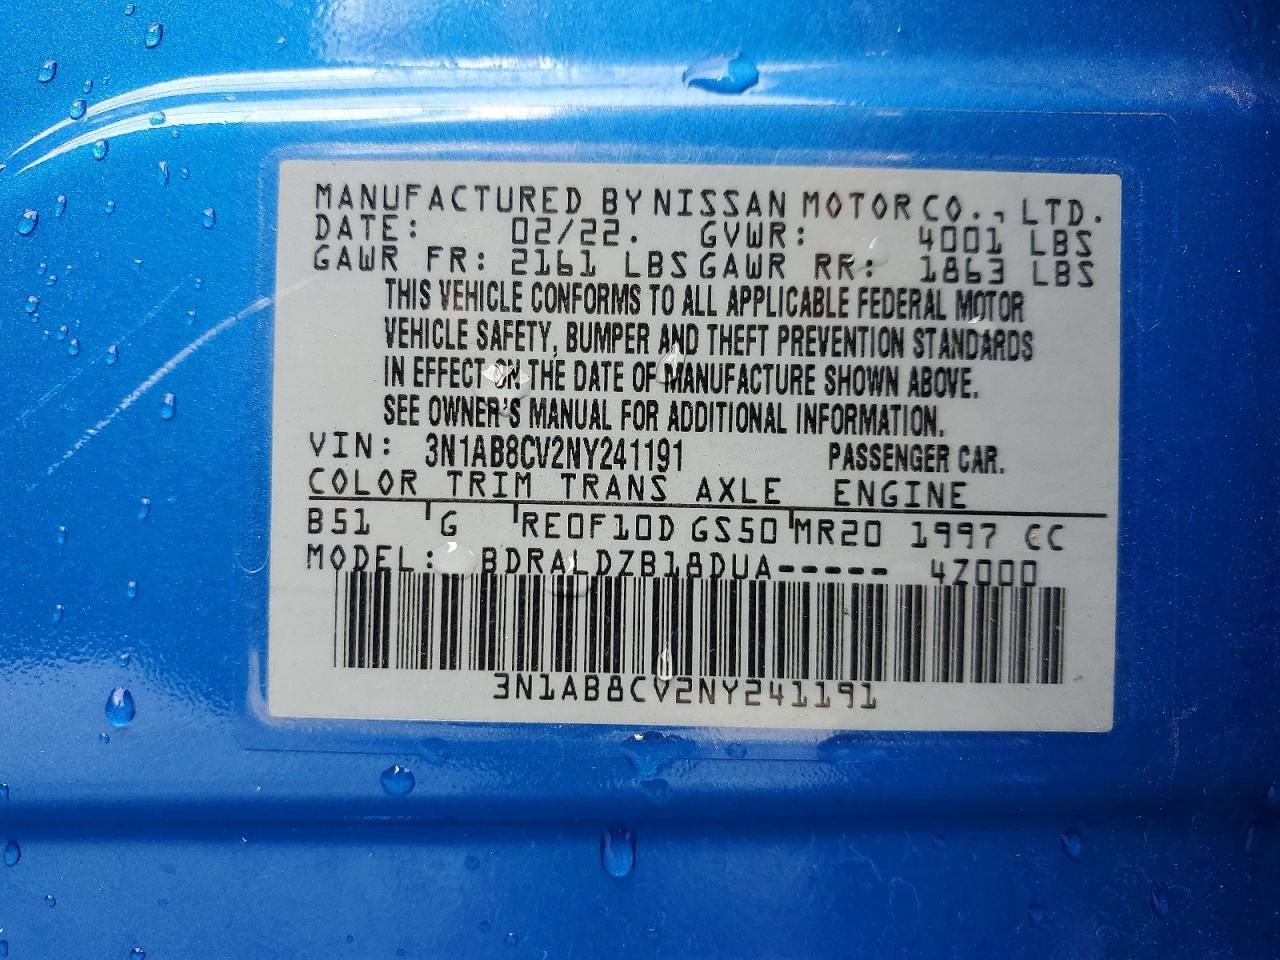 MANUFACTURED BY NISSAN MOTOR CO., LTD.
DATE: 02/22. GVWR: 4001 LBS
GAWR FR: 2161 LBS GAWR RR: 1863 LBS
THIS VEHICLE CONFORMS TO ALL APPLICABLE FEDERAL MOTOR
VEHICLE SAFETY, BUMPER AND THEFT PREVENTION STANDARDS
IN EFFECT ON THE DATE OF MANUFACTURE SHOWN ABOVE.
SEE OWNER'S MANUAL FOR ADDITIONAL INFORMATION.
VIN: 3N1AB8CV2NY241191 PASSENGER CAR.
COLOR TRIM TRANS AXLE ENGINE
B51 G RE0F10D GS50 MR20 1997 CC
MODEL: BDRALDZB18DUA----- 4Z000
3N1AB8CV2NY241191